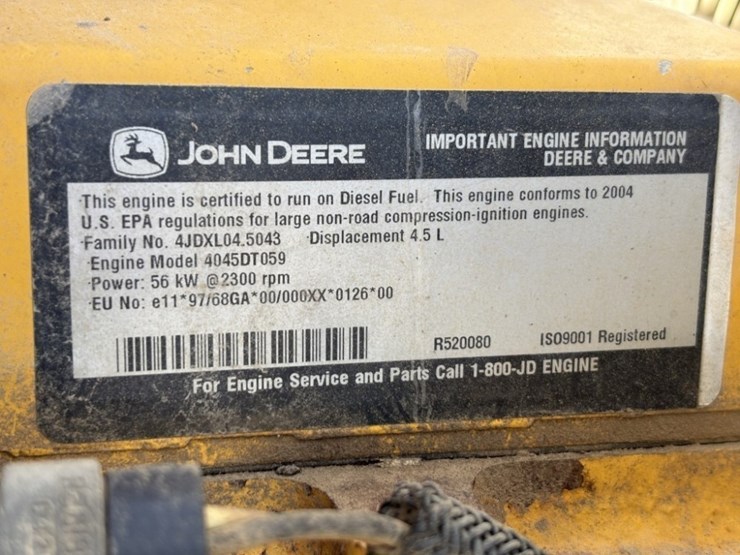 JOHN DEERE
IMPORTANT ENGINE INFORMATION
DEERE & COMPANY
This engine is certified to run on Diesel Fuel. This engine conforms to 2004
U.S. EPA regulations for large non-road compression-ignition engines.
Family No. 4JDXL04.5043 Displacement 4.5 L
Engine Model 4045DT059
Power: 56 kW @2300 rpm
EU No: e11*97/68GA*00/000XX*0126*00
R520080 ISO9001 Registered
For Engine Service and Parts Call 1-800-JD ENGINE